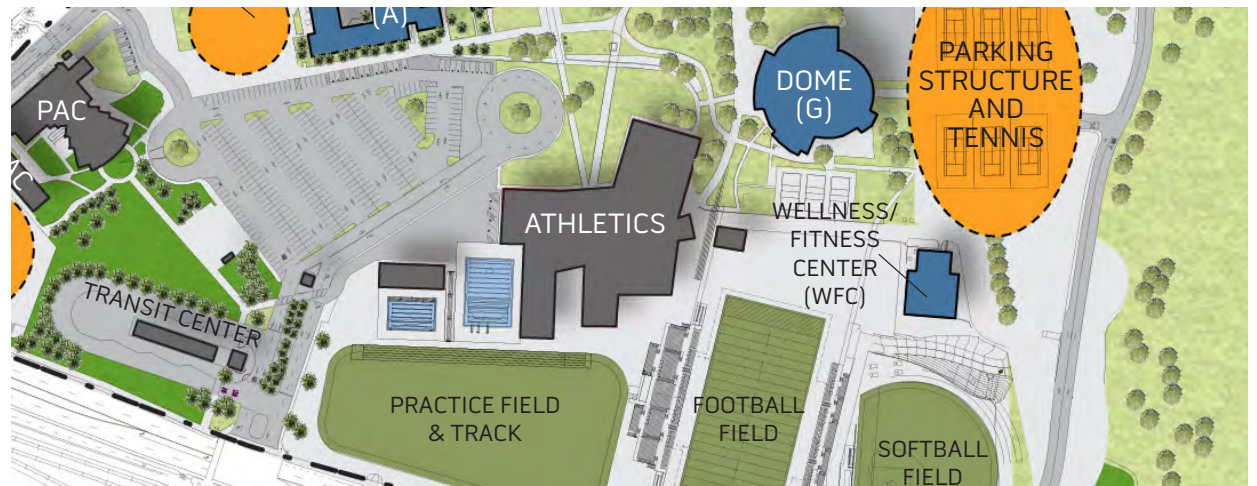 (A)
PAC
DOME
(G)
PARKING
STRUCTURE
AND
TENNIS
ATHLETICS
WELLNESS/
FITNESS
CENTER
(WFC)
TRANSIT CENTER
PRACTICE FIELD
& TRACK
FOOTBALL
FIELD
SOFTBALL
FIELD